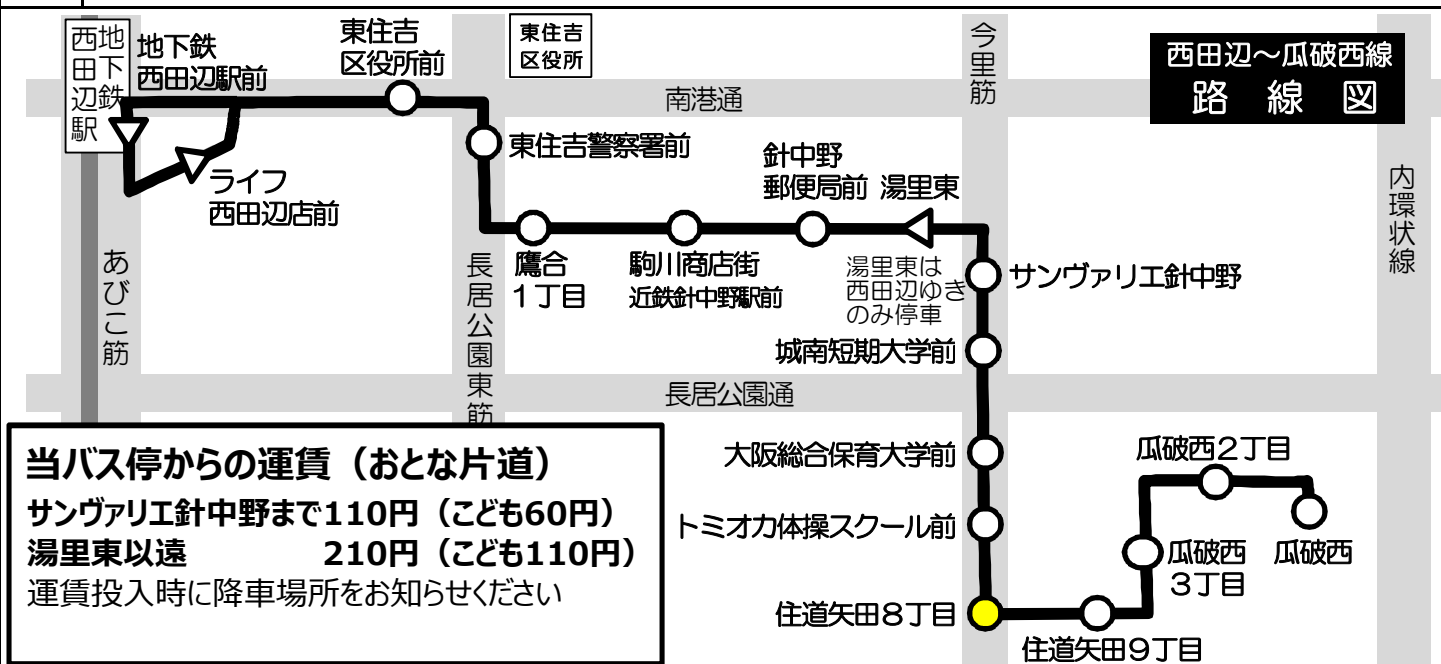 地下鉄
西田辺駅
地下鉄
西田辺駅前
東住吉
区役所前
東住吉
区役所
今里筋
西田辺～瓜破西線
路線図
南港通
東住吉警察署前
針中野
郵便局前
湯里東
ライフ
西田辺店前
内環状線
あびこ筋
長居公園東筋
鷹合
1丁目
駒川商店街
近鉄針中野駅前
湯里東は
西田辺ゆき
のみ停車
サンヴァリエ針中野
城南短期大学前
長居公園通
当バス停からの運賃（おとな片道）
サンヴァリエ針中野まで110円（こども60円）
湯里東以遠 210円（こども110円）
運賃投入時に降車場所をお知らせください
大阪総合保育大学前
トミオカ体操スクール前
住道矢田8丁目
住道矢田9丁目
瓜破西2丁目
瓜破西
3丁目
瓜破西